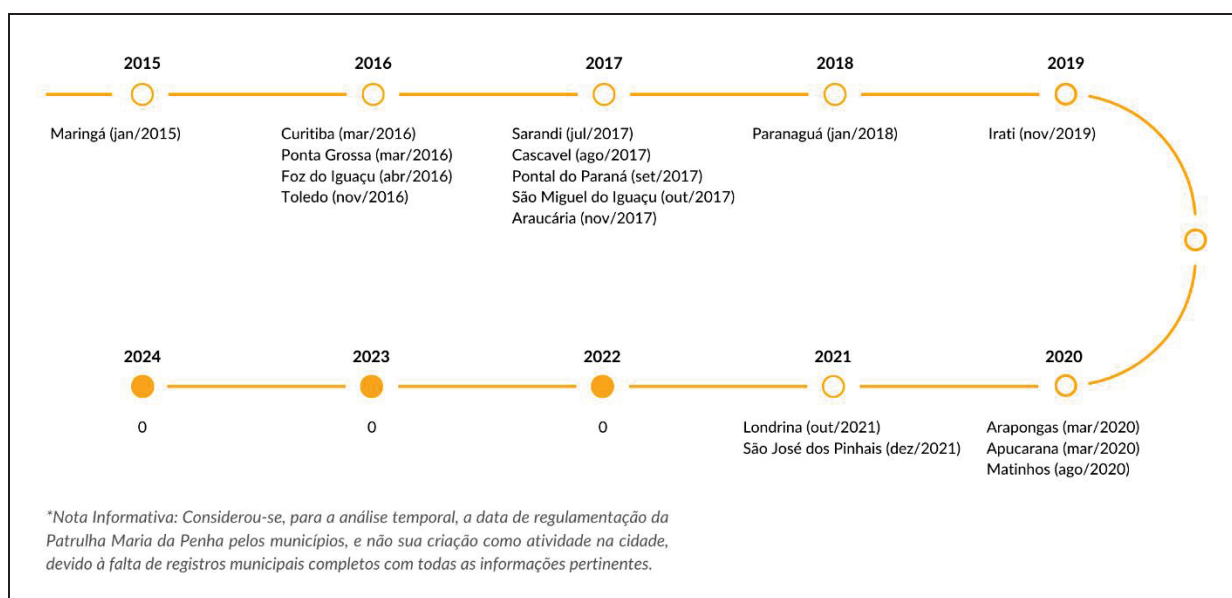 2015
Maringá (jan/2015)
2016
Curitiba (mar/2016)
Ponta Grossa (mar/2016)
Foz do Iguaçu (abr/2016)
Toledo (nov/2016)
2017
Sarandi (jul/2017)
Cascavel (ago/2017)
Pontal do Paraná (set/2017)
São Miguel do Iguaçu (out/2017)
Araucária (nov/2017)
2018
Paranaguá (jan/2018)
2019
Irati (nov/2019)
2024
0
2023
0
2022
0
2021
Londrina (out/2021)
São José dos Pinhais (dez/2021)
2020
Arapongas (mar/2020)
Apucarana (mar/2020)
Matinhos (ago/2020)
*Nota Informativa: Considerou-se, para a análise temporal, a data de regulamentação da
Patrulha Maria da Penha pelos municípios, e não sua criação como atividade na cidade,
devido à falta de registros municipais completos com todas as informações pertinentes.